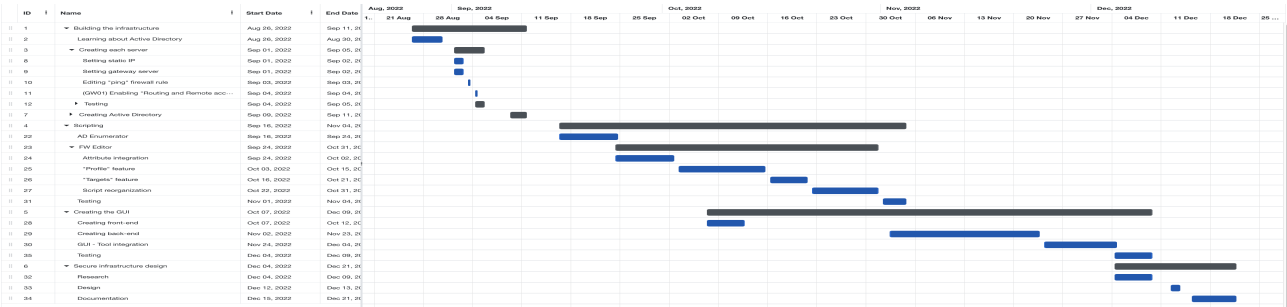 Aug, 2022 Sep, 2022 Oct, 2022 Nov, 2022 Dec, 2022
ID Name Start Date End Date 1.. 21 Aug 28 Aug 04 Sep 11 Sep 18 Sep 25 Sep 02 Oct 09 Oct 16 Oct 23 Oct 30 Oct 06 Nov 13 Nov 20 Nov 27 Nov 04 Dec 11 Dec 18 Dec 25 ...
1 Building the infrastructure Aug 26, 2022 Sep 11, 20
2 Learning about Active Directory Aug 26, 2022 Aug 30, 20
3 Creating each server Sep 01, 2022 Sep 05, 20
8 Setting static IP Sep 01, 2022 Sep 02, 20
9 Setting gateway server Sep 01, 2022 Sep 02, 20
10 Editing "ping" firewall rule Sep 03, 2022 Sep 03, 20
11 (GW01) Enabling "Routing and Remote acc... Sep 04, 2022 Sep 04, 20
12 Testing Sep 04, 2022 Sep 05, 20
7 Creating Active Directory Sep 09, 2022 Sep 11, 20
4 Scripting Sep 16, 2022 Nov 04, 20
22 AD Enumerator Sep 16, 2022 Sep 24, 20
23 FW Editor Sep 24, 2022 Oct 31, 20
24 Attribute integration Sep 24, 2022 Oct 02, 20
25 "Profile" feature Oct 03, 2022 Oct 15, 20
26 "Targets" feature Oct 16, 2022 Oct 21, 20
27 Script reorganization Oct 22, 2022 Oct 31, 20
31 Testing Nov 01, 2022 Nov 04, 20
5 Creating the GUI Oct 07, 2022 Dec 09, 20
28 Creating front-end Oct 07, 2022 Oct 12, 20
29 Creating back-end Nov 02, 2022 Nov 23, 20
30 GUI - Tool integration Nov 24, 2022 Dec 04, 20
35 Testing Dec 04, 2022 Dec 09, 20
6 Secure infrastructure design Dec 04, 2022 Dec 21, 20
32 Research Dec 04, 2022 Dec 09, 20
33 Design Dec 12, 2022 Dec 13, 20
34 Documentation Dec 15, 2022 Dec 21, 20